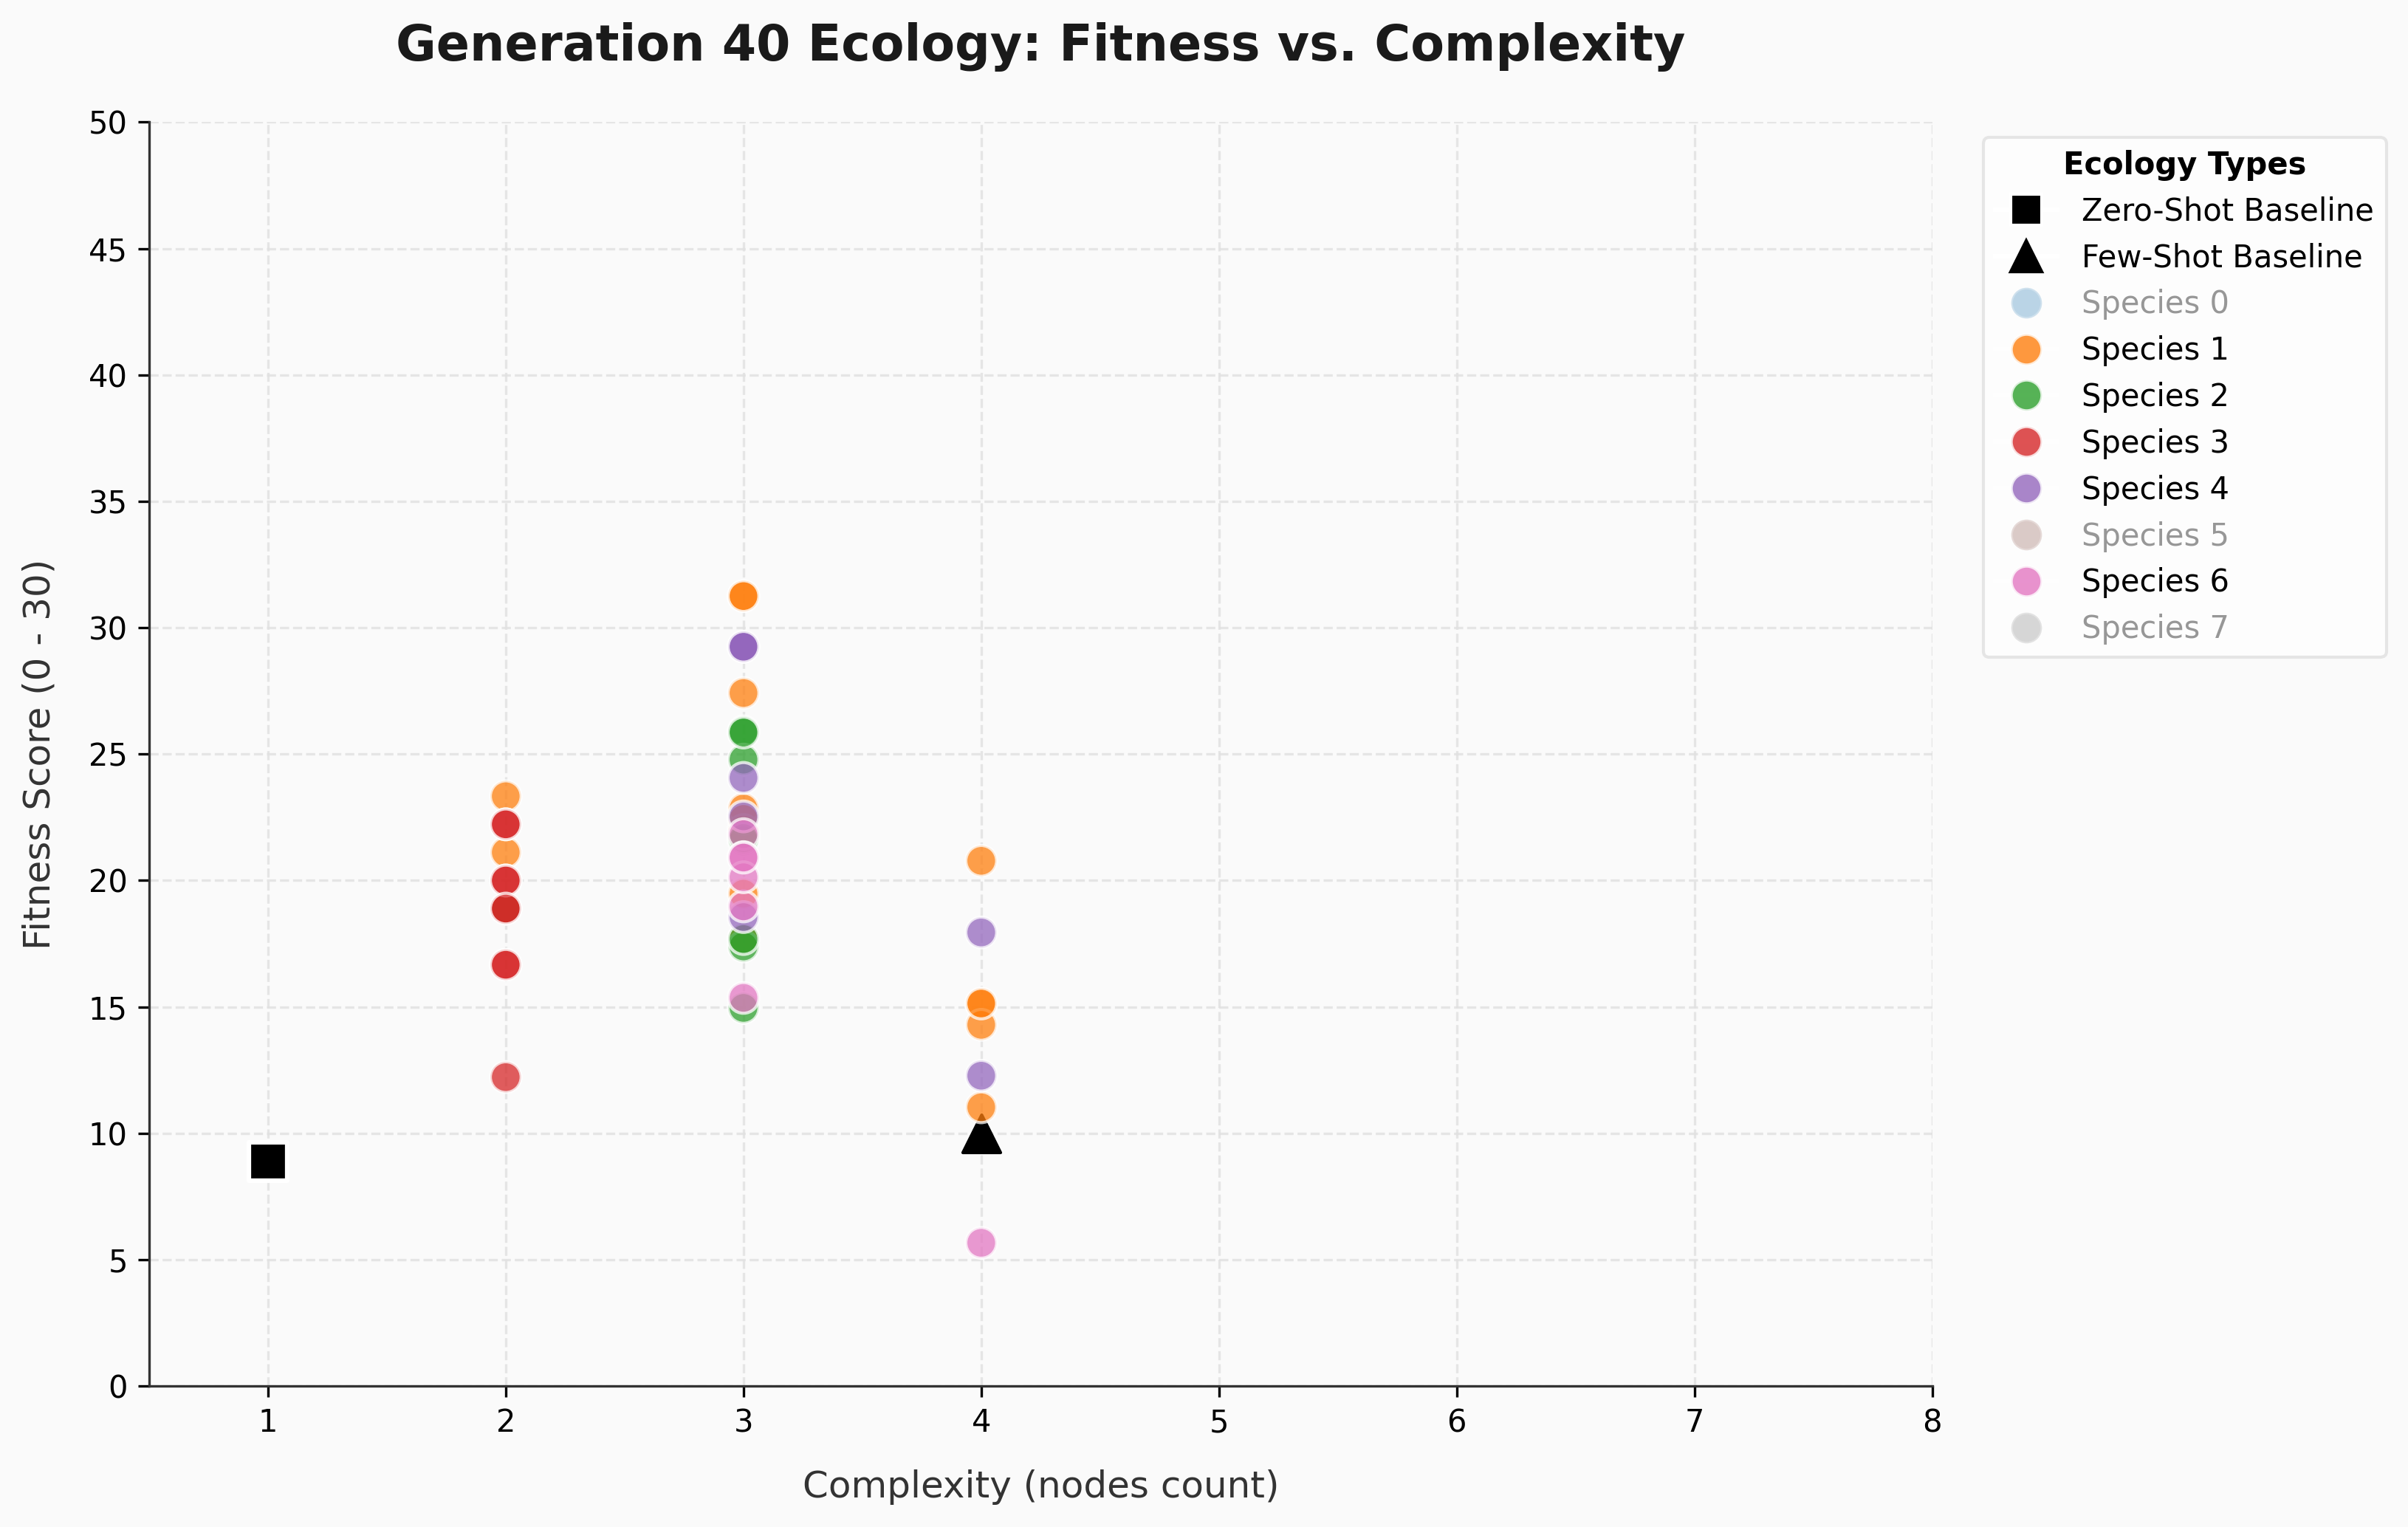 Generation 40 Ecology: Fitness vs. Complexity
50
45
40
35
30
25
20
15
10
5
0
Fitness Score (0 - 30)
1 2 3 4 5 6 7 8
Complexity (nodes count)
Ecology Types
Zero-Shot Baseline
Few-Shot Baseline
Species 0
Species 1
Species 2
Species 3
Species 4
Species 5
Species 6
Species 7